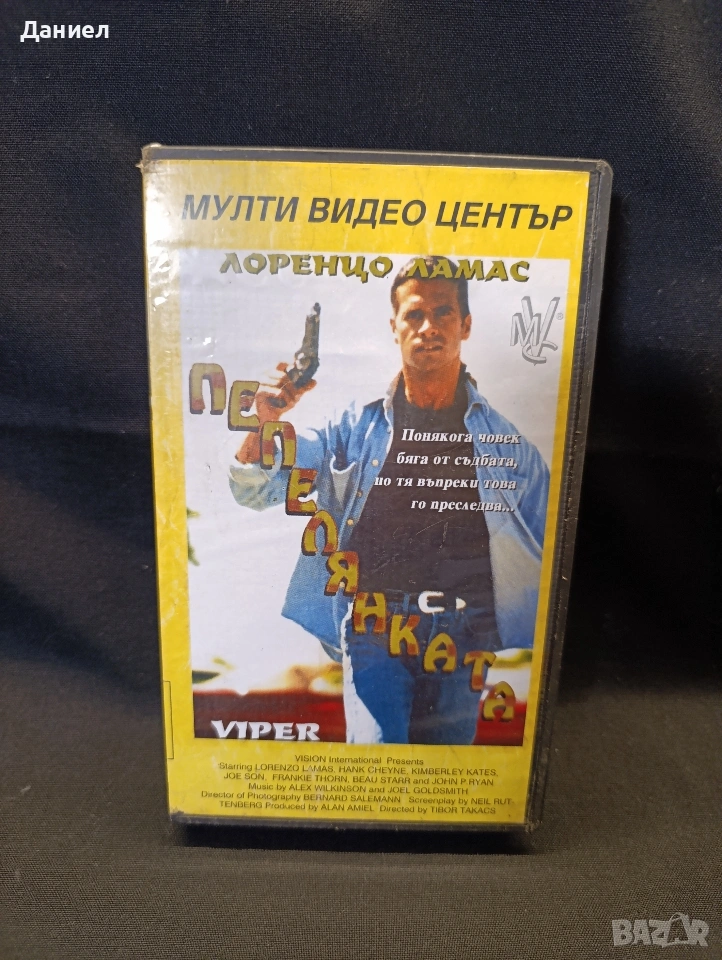 Даниел
МУЛТИ ВИДЕО ЦЕНТЪР
ЛОРЕНЦО ЛАМАС
MVC
ПЕПЕЛЯНКАТА
Понякога човек
бяга от съдбата,
но тя въпреки това
го преследва...
VIPER
VISION International Presents
Starring LORENZO LAMAS, HANK CHEYNE, KIMBERLEY KATES,
JOE SON, FRANKIE THORN, BEAU STARR and JOHN P. RYAN
Music by ALEX WILKINSON and JOEL GOLDSMITH
Director of Photography BERNARD SALEMANN Screenplay by NEIL RUT-
TENBERG Produced by ALAN AMIEL Directed by TIBOR TAKACS
BAZAR